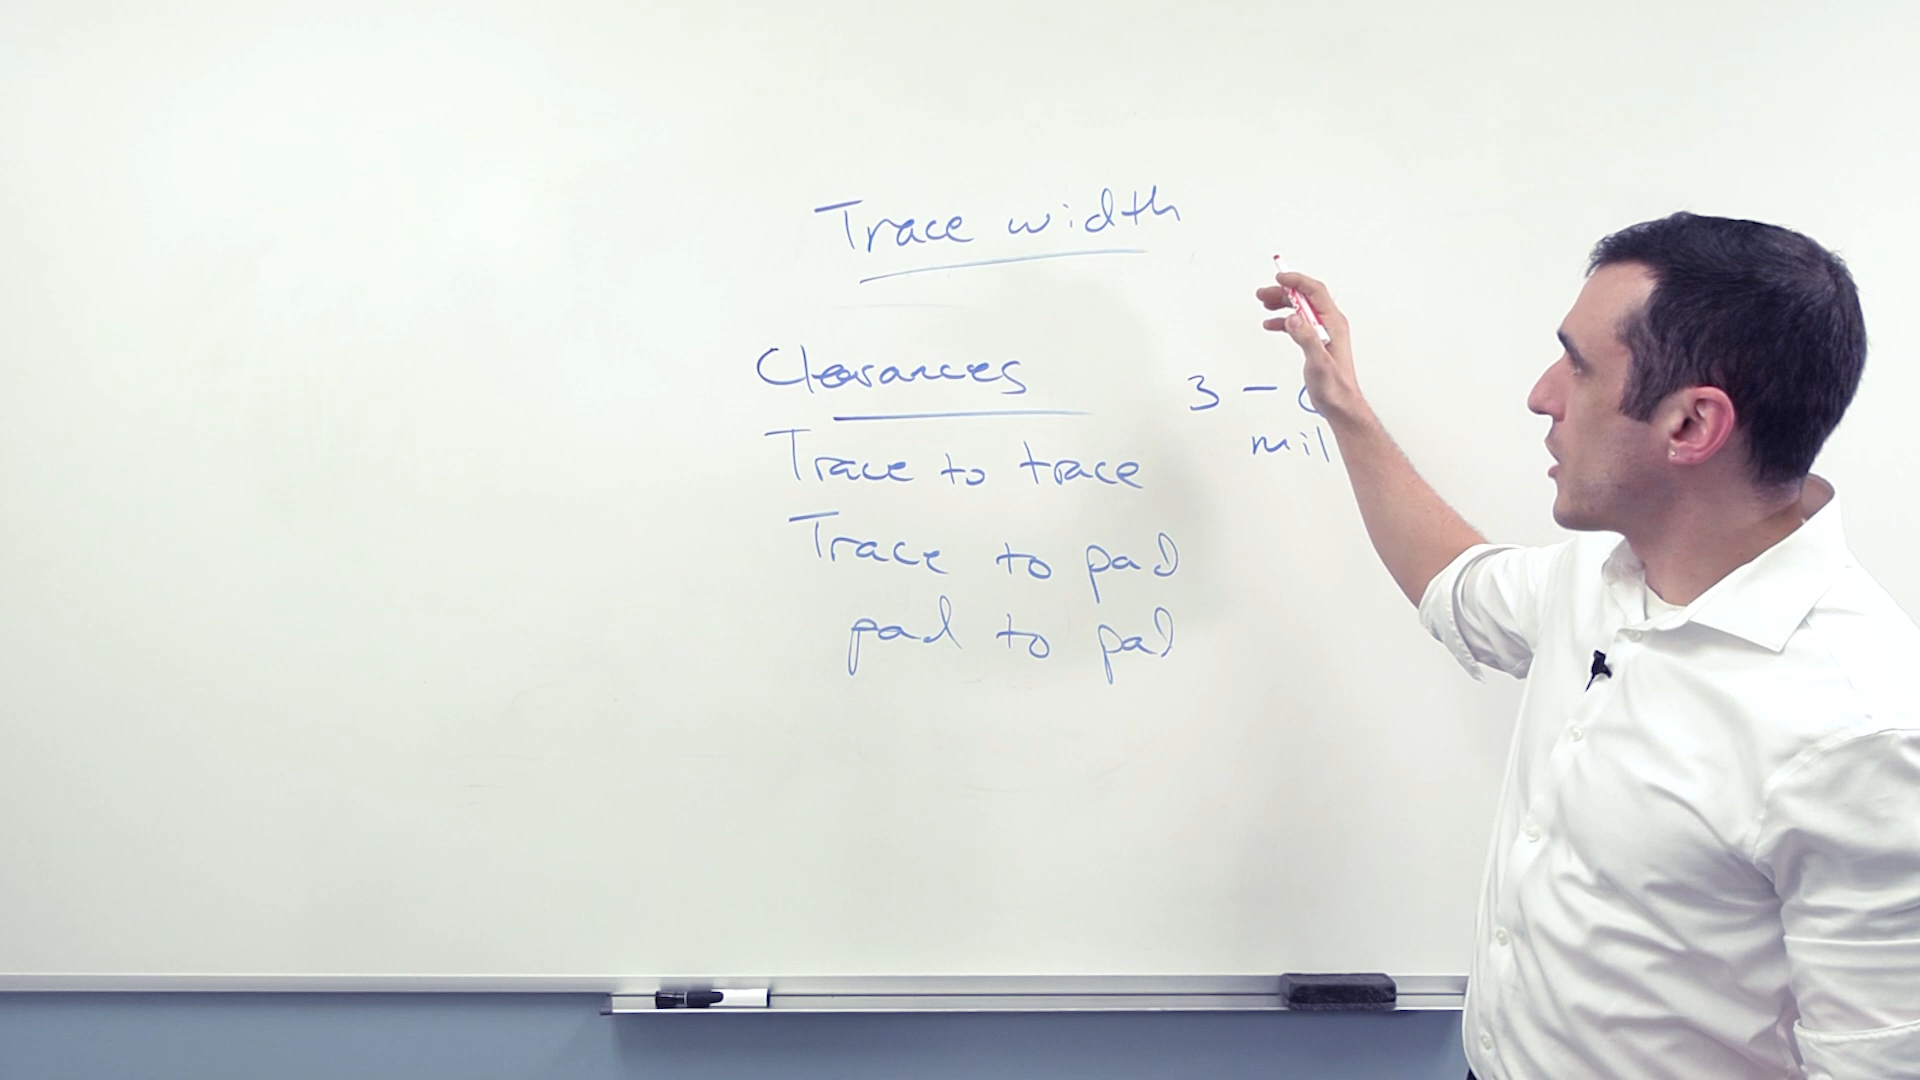 Trace width
Clearances
3 -
mil
Trace to trace
Trace to pad
pad to pad